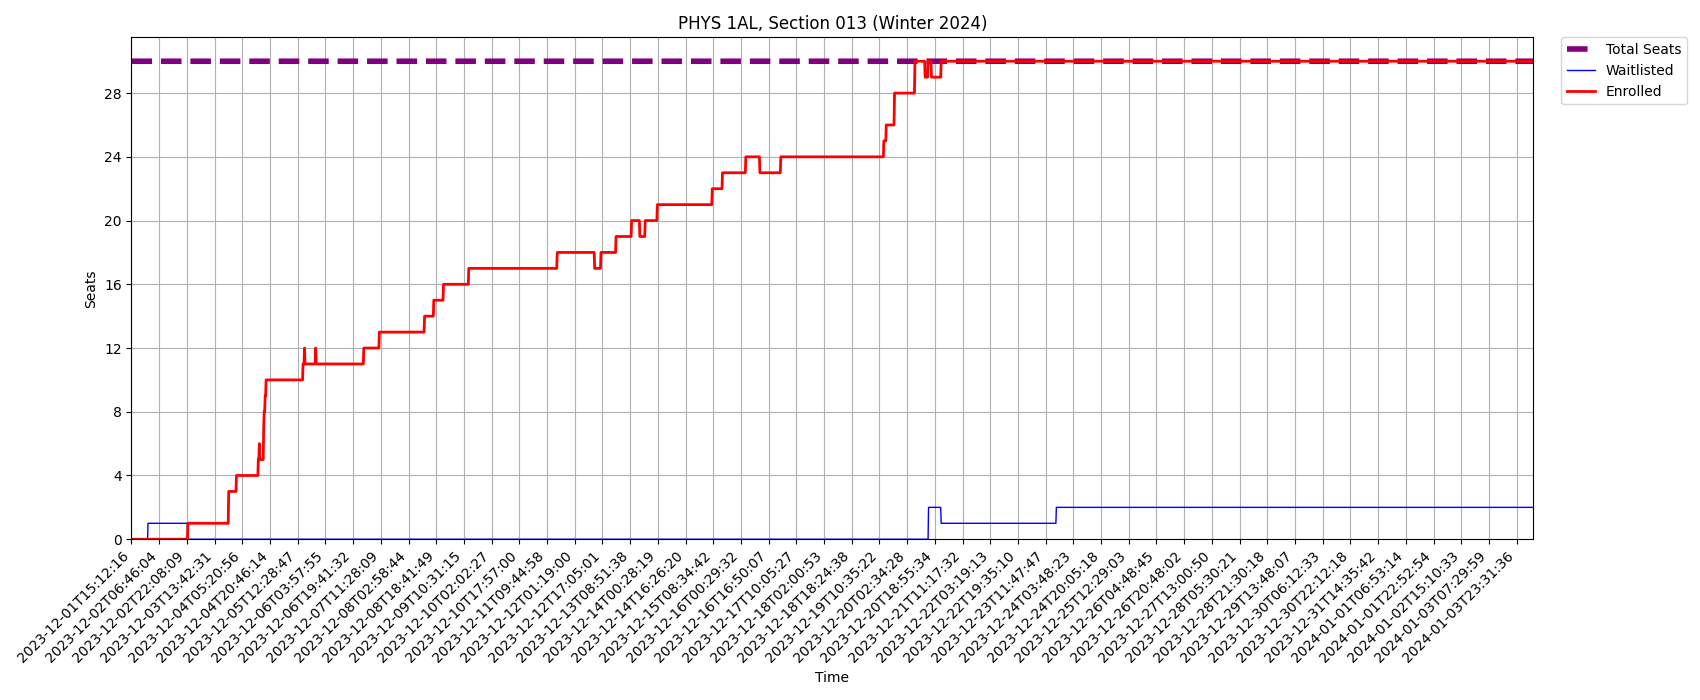 PHYS 1AL, Section 013 (Winter 2024)
Total Seats
Waitlisted
Enrolled
Seats
28
24
20
16
12
8
4
0
2023-12-01T15:12:16
2023-12-02T06:46:04
2023-12-02T22:08:09
2023-12-03T13:42:31
2023-12-04T05:20:56
2023-12-04T20:46:14
2023-12-05T12:28:47
2023-12-06T03:57:55
2023-12-06T19:41:32
2023-12-07T11:28:09
2023-12-08T02:58:44
2023-12-08T18:41:49
2023-12-09T10:31:15
2023-12-10T02:02:27
2023-12-10T17:57:00
2023-12-11T09:44:58
2023-12-12T01:19:00
2023-12-12T17:05:01
2023-12-13T08:51:38
2023-12-14T00:28:19
2023-12-14T16:26:20
2023-12-15T08:34:42
2023-12-16T00:29:32
2023-12-16T16:50:07
2023-12-17T10:05:27
2023-12-18T02:00:53
2023-12-18T18:24:38
2023-12-19T10:35:22
2023-12-20T02:34:28
2023-12-20T18:55:34
2023-12-21T11:17:32
2023-12-22T03:19:13
2023-12-22T19:35:10
2023-12-23T11:47:47
2023-12-24T03:48:23
2023-12-24T20:05:18
2023-12-25T12:29:03
2023-12-26T04:48:45
2023-12-26T20:48:02
2023-12-27T13:00:50
2023-12-28T05:30:21
2023-12-28T21:30:18
2023-12-29T13:48:07
2023-12-30T06:12:33
2023-12-30T22:12:18
2023-12-31T14:35:42
2024-01-01T06:53:14
2024-01-01T22:52:54
2024-01-02T15:10:33
2024-01-03T07:29:59
2024-01-03T23:31:36
Time